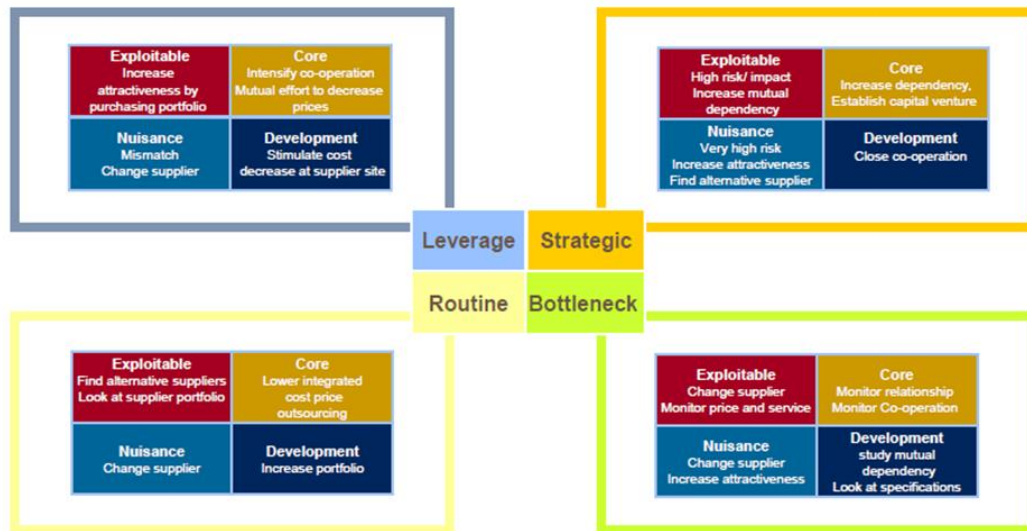 Exploitable
Increase
attractiveness by
purchasing portfolio
Core
Intensify co-operation
Mutual effort to decrease
prices
Nuisance
Mismatch
Change supplier
Development
Stimulate cost
decrease at supplier site
Exploitable
High risk/ impact
Increase mutual
dependency
Core
Increase dependency,
Establish capital venture
Nuisance
Very high risk
Increase attractiveness
Find alternative supplier
Development
Close co-operation
Leverage
Strategic
Routine
Bottleneck
Exploitable
Find alternative suppliers
Look at supplier portfolio
Core
Lower integrated
cost price
outsourcing
Nuisance
Change supplier
Development
Increase portfolio
Exploitable
Change supplier
Monitor price and service
Core
Monitor relationship
Monitor Co-operation
Nuisance
Change supplier
Increase attractiveness
Development
study mutual
dependency
Look at specifications